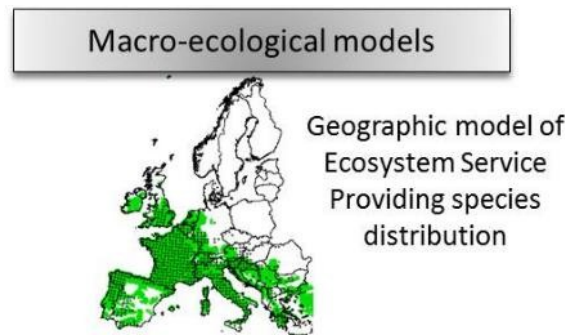 Macro-ecological models
Geographic model of
Ecosystem Service
Providing species
distribution